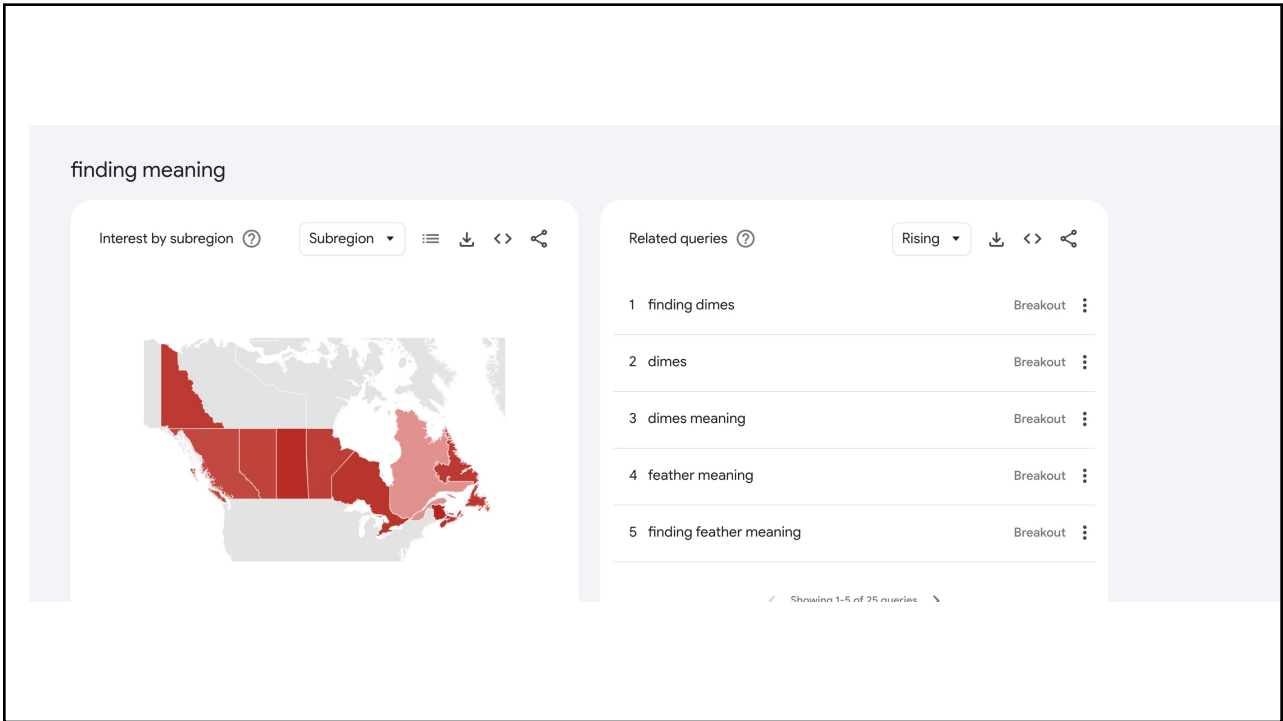 finding meaning
Interest by subregion
Subregion
Related queries
Rising
1 finding dimes Breakout
2 dimes Breakout
3 dimes meaning Breakout
4 feather meaning Breakout
5 finding feather meaning Breakout
Showing 1-5 of 25 queries